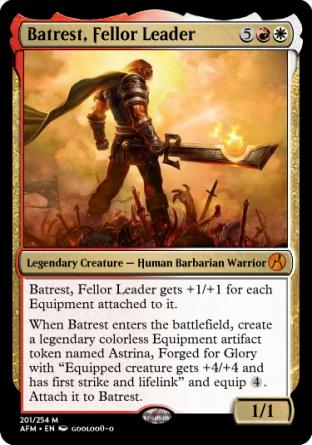 Batrest, Fellor Leader 5
Legendary Creature — Human Barbarian Warrior
Batrest, Fellor Leader gets +1/+1 for each
Equipment attached to it.
When Batrest enters the battlefield, create
a legendary colorless Equipment artifact
token named Astrina, Forged for Glory
with “Equipped creature gets +4/+4 and
has first strike and lifelink” and equip 4.
Attach it to Batrest.
1/1
201/254 M
AFM • EN GOOLOOO-O